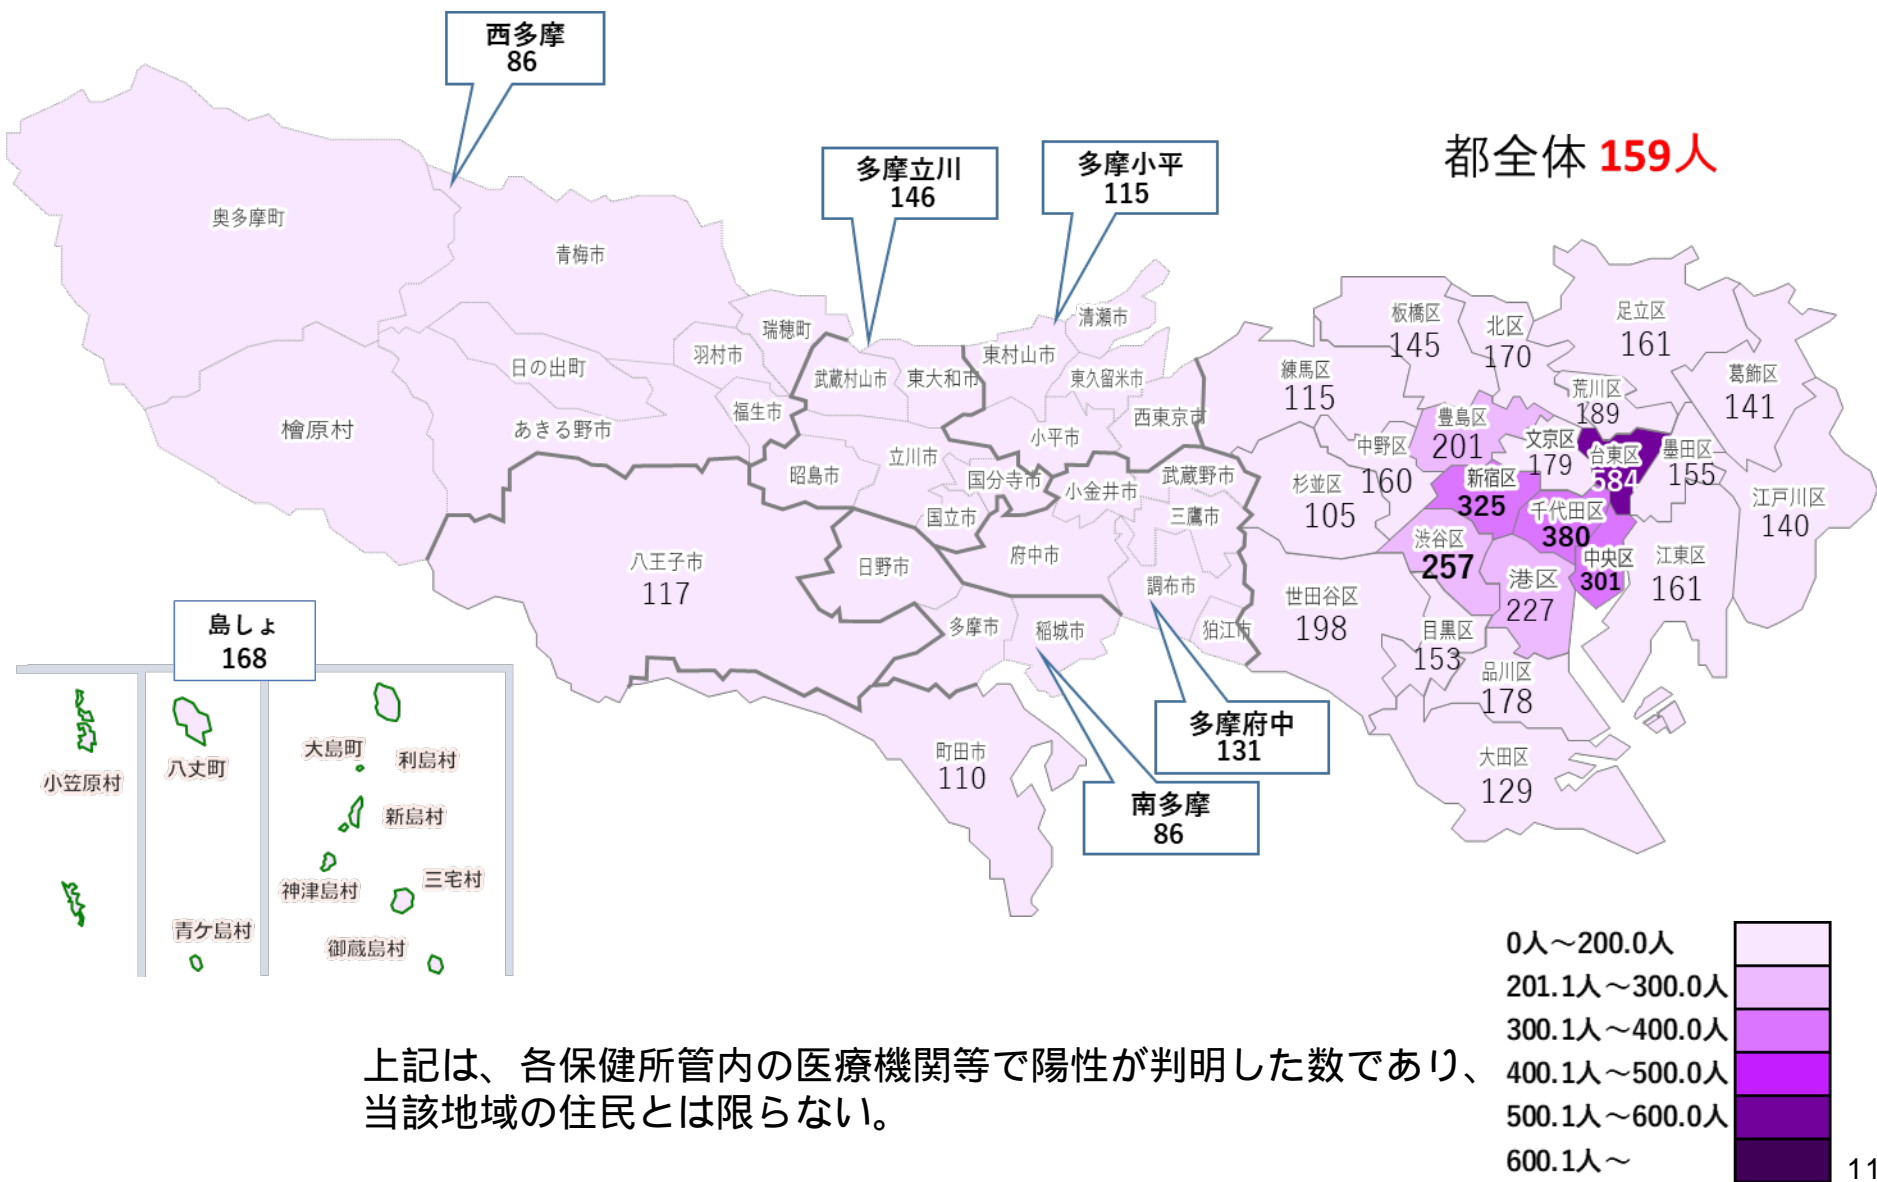 西多摩
86
多摩立川
146
多摩小平
115
都全体 159人
奥多摩町
青梅市
瑞穂町
羽村市
日の出町
福生市
あきる野市
檜原村
武蔵村山市
東大和市
東村山市
清瀬市
東久留米市
西東京市
小平市
昭島市
立川市
国分寺市
国立市
小金井市
武蔵野市
三鷹市
府中市
調布市
狛江市
日野市
多摩市
稲城市
八王子市
117
町田市
110
多摩府中
131
南多摩
86
板橋区
145
北区
170
足立区
161
葛飾区
141
荒川区
189
練馬区
115
豊島区
201
文京区
179
台東区
584
墨田区
155
中野区
160
杉並区
105
新宿区
325
千代田区
380
江戸川区
140
渋谷区
257
港区
227
中央区
301
江東区
161
世田谷区
198
目黒区
153
品川区
178
大田区
129
島しょ
168
小笠原村
八丈町
青ケ島村
大島町
利島村
新島村
神津島村
三宅村
御蔵島村
0人～200.0人
201.1人～300.0人
300.1人～400.0人
400.1人～500.0人
500.1人～600.0人
600.1人～
上記は、各保健所管内の医療機関等で陽性が判明した数であり、
当該地域の住民とは限らない。
11